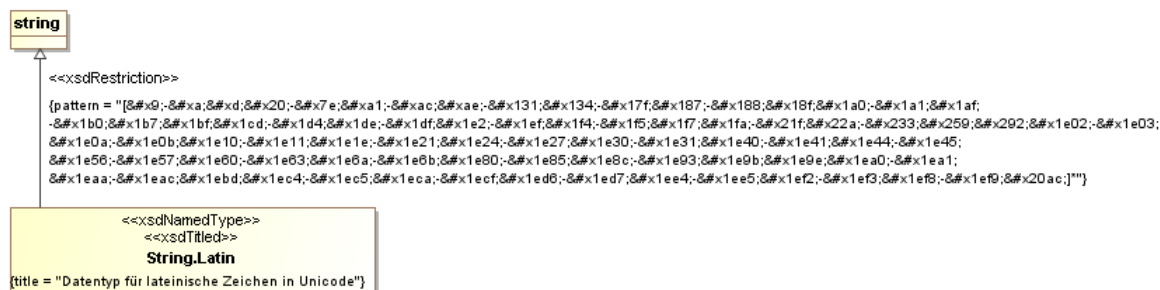 string
<<xsdRestriction>>
{pattern = "[&#x9;-&#xa;&#xd;&#x20;-&#x7e;&#xa1;-&#xac;&#xae;-&#x131;&#x134;-&#x17f;&#x187;-&#x188;&#x18f;&#x1a0;-&#x1a1;&#x1af;
-&#x1b0;&#x1b7;&#x1bf;&#x1cd;-&#x1d4;&#x1de;-&#x1df;&#x1e2;-&#x1ef;&#x1f4;-&#x1f5;&#x1f7;&#x1fa;-&#x21f;&#x22a;-&#x233;&#x259;&#x292;&#x1e02;-&#x1e03;
&#x1e0a;-&#x1e0b;&#x1e10;-&#x1e11;&#x1e1e;-&#x1e21;&#x1e24;-&#x1e27;&#x1e30;-&#x1e31;&#x1e40;-&#x1e41;&#x1e44;-&#x1e45;
&#x1e56;-&#x1e57;&#x1e60;-&#x1e63;&#x1e6a;-&#x1e6b;&#x1e80;-&#x1e85;&#x1e8c;-&#x1e93;&#x1e9b;&#x1e9e;&#x1ea0;-&#x1ea1;
&#x1eaa;-&#x1eac;&#x1ebd;&#x1ec4;-&#x1ec5;&#x1eca;-&#x1ecf;&#x1ed6;-&#x1ed7;&#x1ee4;-&#x1ee5;&#x1ef2;-&#x1ef3;&#x1ef8;-&#x1ef9;&#x20ac;]*"}
<<xsdNamedType>>
<<xsdTitled>>
String.Latin
{title = "Datentyp für lateinische Zeichen in Unicode"}